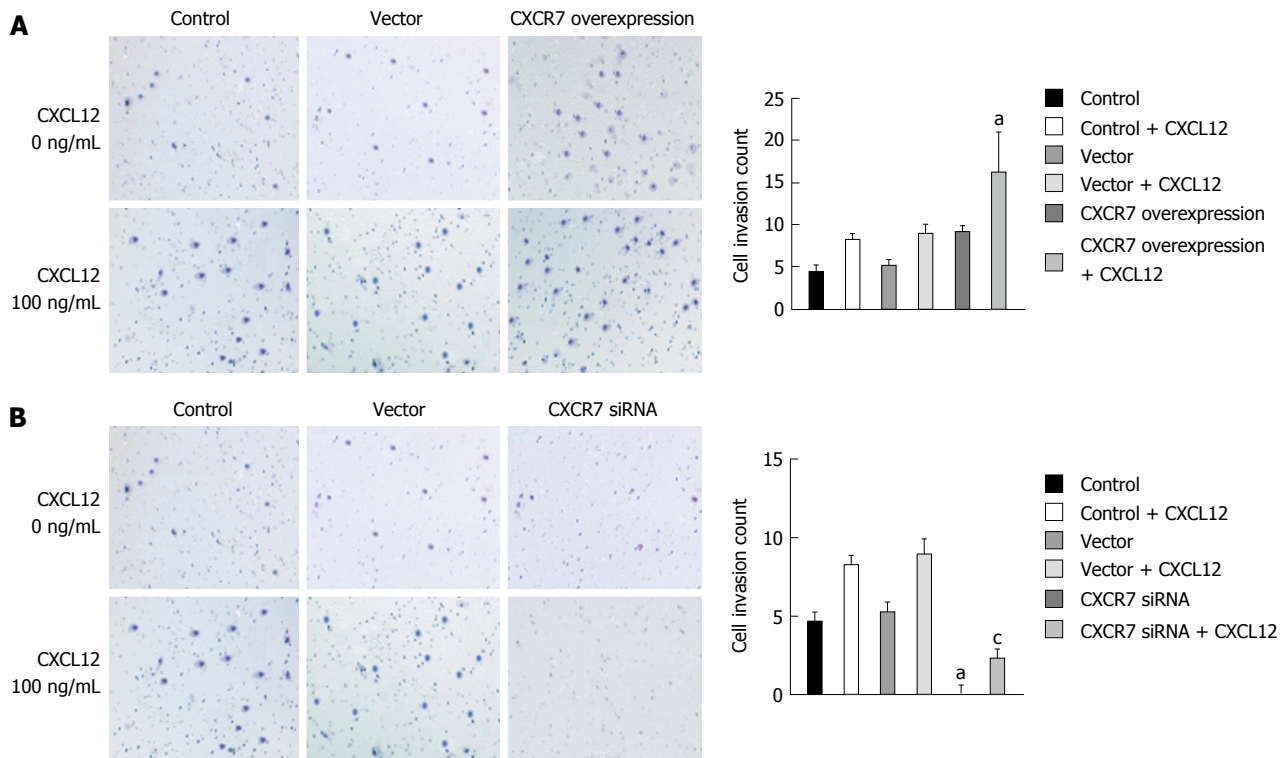 A
Control
Vector
CXCR7 overexpression
CXCL12
0 ng/mL
CXCL12
100 ng/mL
25
20
15
10
5
0
Cell invasion count
a
Control
Control + CXCL12
Vector
Vector + CXCL12
CXCR7 overexpression
CXCR7 overexpression
+ CXCL12
B
Control
Vector
CXCR7 siRNA
CXCL12
0 ng/mL
CXCL12
100 ng/mL
15
10
5
0
Cell invasion count
a
c
Control
Control + CXCL12
Vector
Vector + CXCL12
CXCR7 siRNA
CXCR7 siRNA + CXCL12